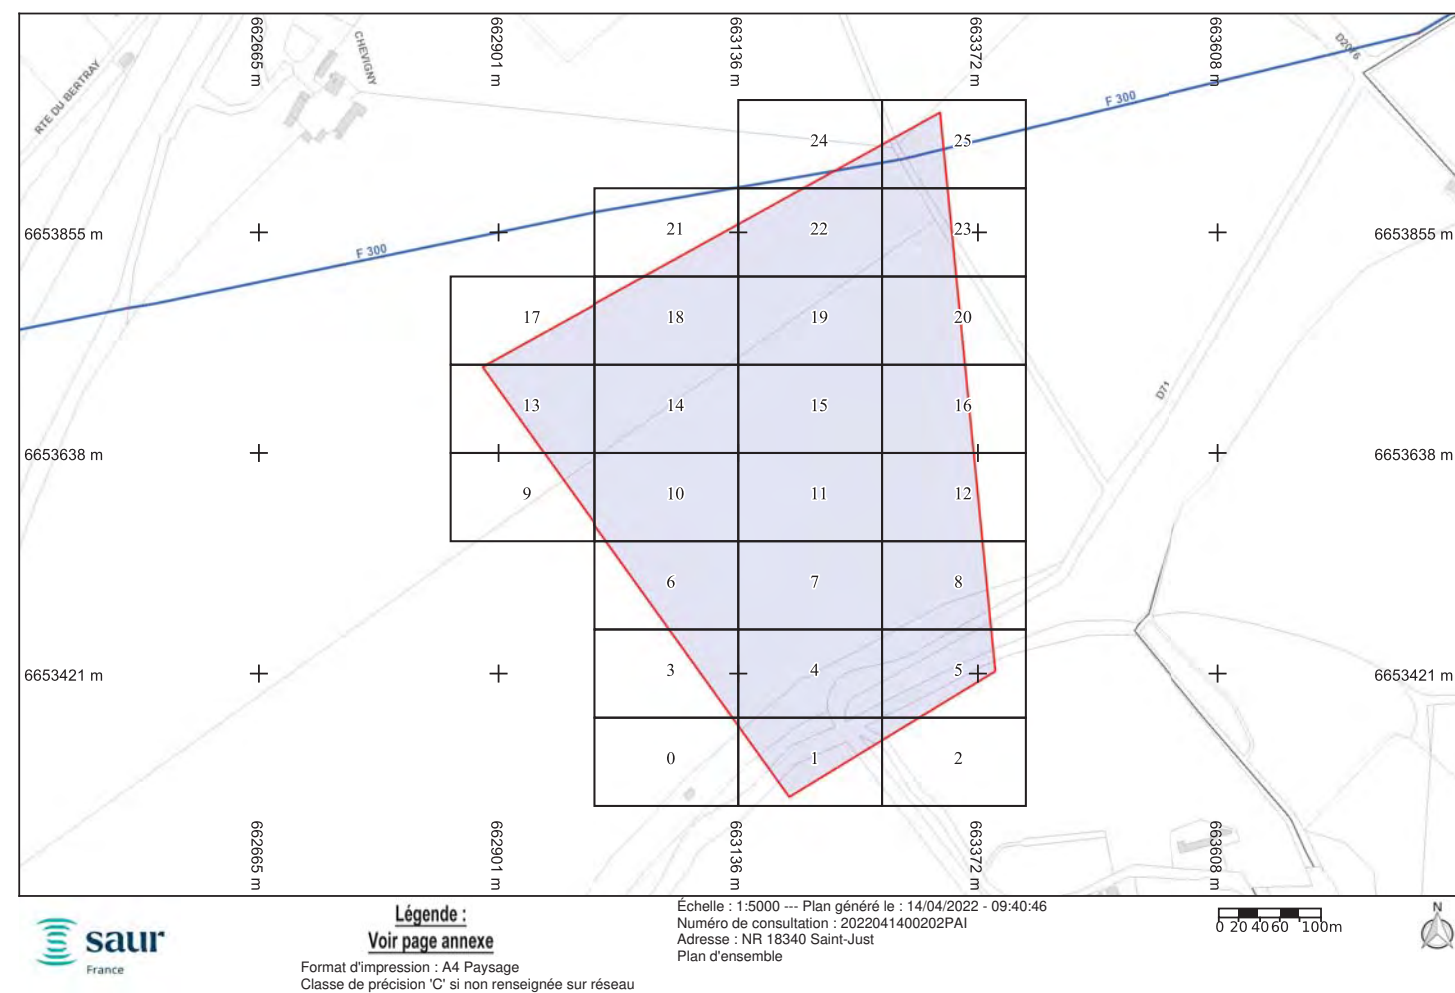 662665 m
662901 m
663136 m
663372 m
663608 m
RTE DU BERTRAY
CHEVIGNY
D2076
F 300
24
25
6653855 m
21
22
23
6653855 m
F 300
17
18
19
20
13
14
15
16
D71
6653638 m
6653638 m
9
10
11
12
6
7
8
6653421 m
3
4
5
6653421 m
0
1
2
662665 m
662901 m
663136 m
663372 m
663608 m
saur
France
Légende :
Voir page annexe
Format d'impression : A4 Paysage
Classe de précision 'C' si non renseignée sur réseau
Échelle : 1:5000 --- Plan généré le : 14/04/2022 - 09:40:46
Numéro de consultation : 2022041400202PAI
Adresse : NR 18340 Saint-Just
Plan d'ensemble
0 20 40 60 100m
N